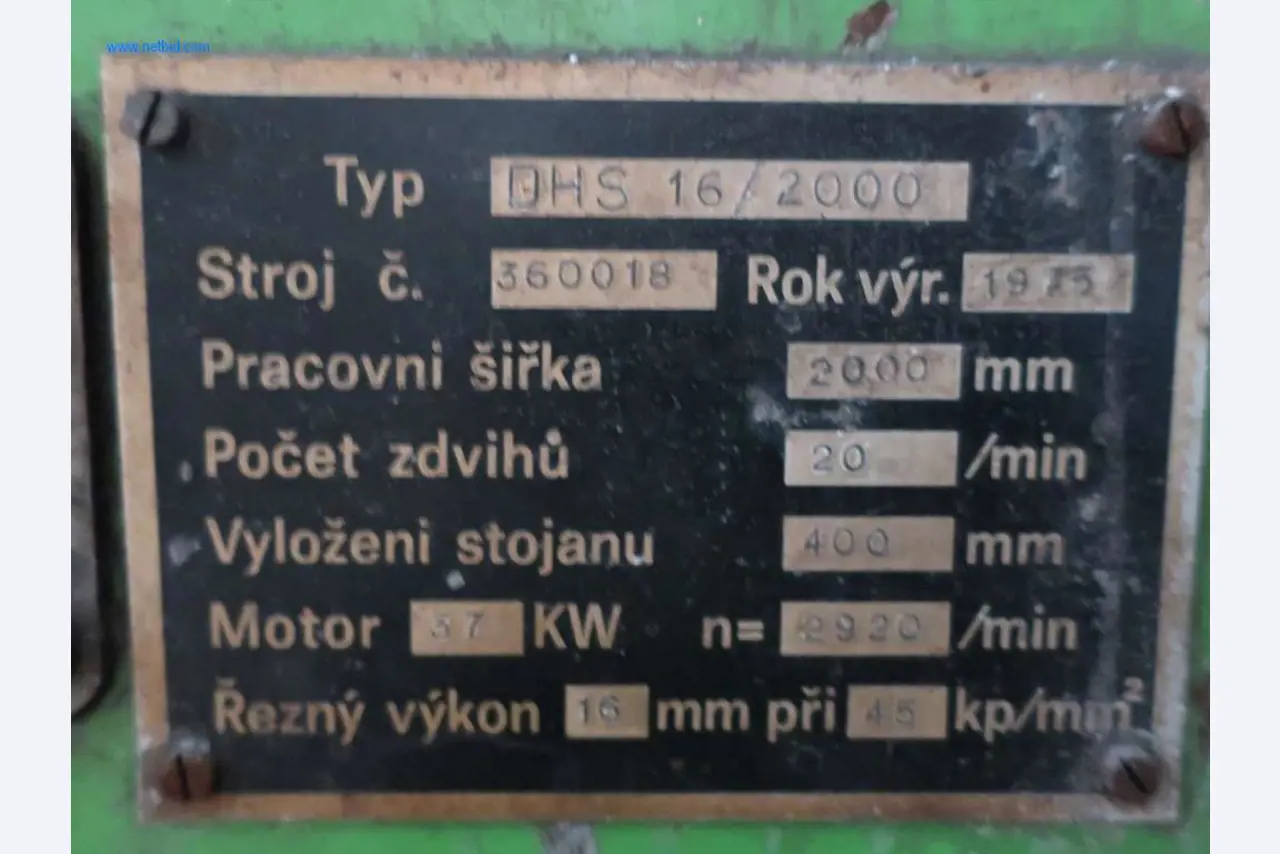 www.netbid.com
Typ DHS 16/2000
Stroj č. 360018 Rok výr. 1975
Pracovni šiřka 2000 mm
Počet zdvihů 20 /min
Vyloženi stojanu 400 mm
Motor 37 KW n= 2920 /min
Řezný výkon 16 mm při 45 kp/mm²